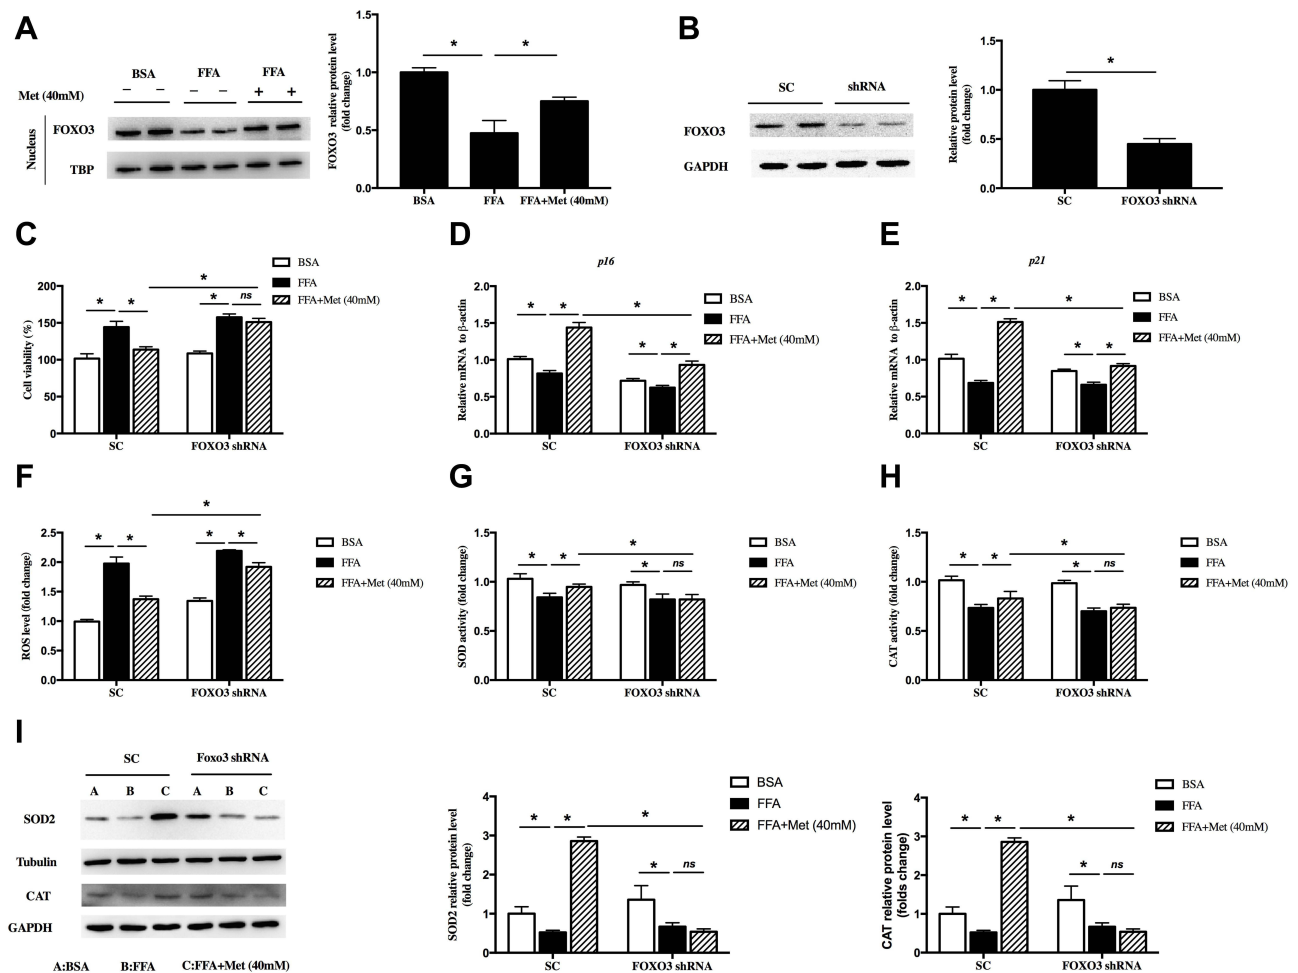 A
BSA FFA FFA
Met (40mM) − − − − + +
Nucleus
FOXO3
TBP
FOXO3 relative protein level
(fold change)
1.5
1.0
0.5
0.0
* *
BSA FFA FFA+Met (40mM)
B
SC shRNA
FOXO3
GAPDH
Relative protein level
(fold change)
1.5
1.0
0.5
0.0
*
SC FOXO3 shRNA
C
BSA
FFA
FFA+Met (40mM)
Cell viability (%)
200
150
100
50
0
* * * * ns
SC FOXO3 shRNA
D
p16
BSA
FFA
FFA+Met (40mM)
Relative mRNA to β-actin
2.0
1.5
1.0
0.5
0.0
* * * * *
SC FOXO3 shRNA
E
p21
BSA
FFA
FFA+Met (40mM)
Relative mRNA to β-actin
2.0
1.5
1.0
0.5
0.0
* * * * *
SC FOXO3 shRNA
F
BSA
FFA
FFA+Met (40mM)
ROS level (fold change)
2.5
2.0
1.5
1.0
0.5
0.0
* * * * *
SC FOXO3 shRNA
G
BSA
FFA
FFA+Met (40mM)
SOD activity (fold change)
1.5
1.0
0.5
0.0
* * * * ns
SC FOXO3 shRNA
H
BSA
FFA
FFA+Met (40mM)
CAT activity (fold change)
1.5
1.0
0.5
0.0
* * * * ns
SC FOXO3 shRNA
I
SC Foxo3 shRNA
A B C A B C
SOD2
Tubulin
CAT
GAPDH
A:BSA B:FFA C:FFA+Met (40mM)
BSA
FFA
FFA+Met (40mM)
SOD2 relative protein level
(fold change)
4
3
2
1
0
* * * * ns
SC FOXO3 shRNA
BSA
FFA
FFA+Met (40mM)
CAT relative protein level
(folds change)
4
3
2
1
0
* * * * ns
SC FOXO3 shRNA